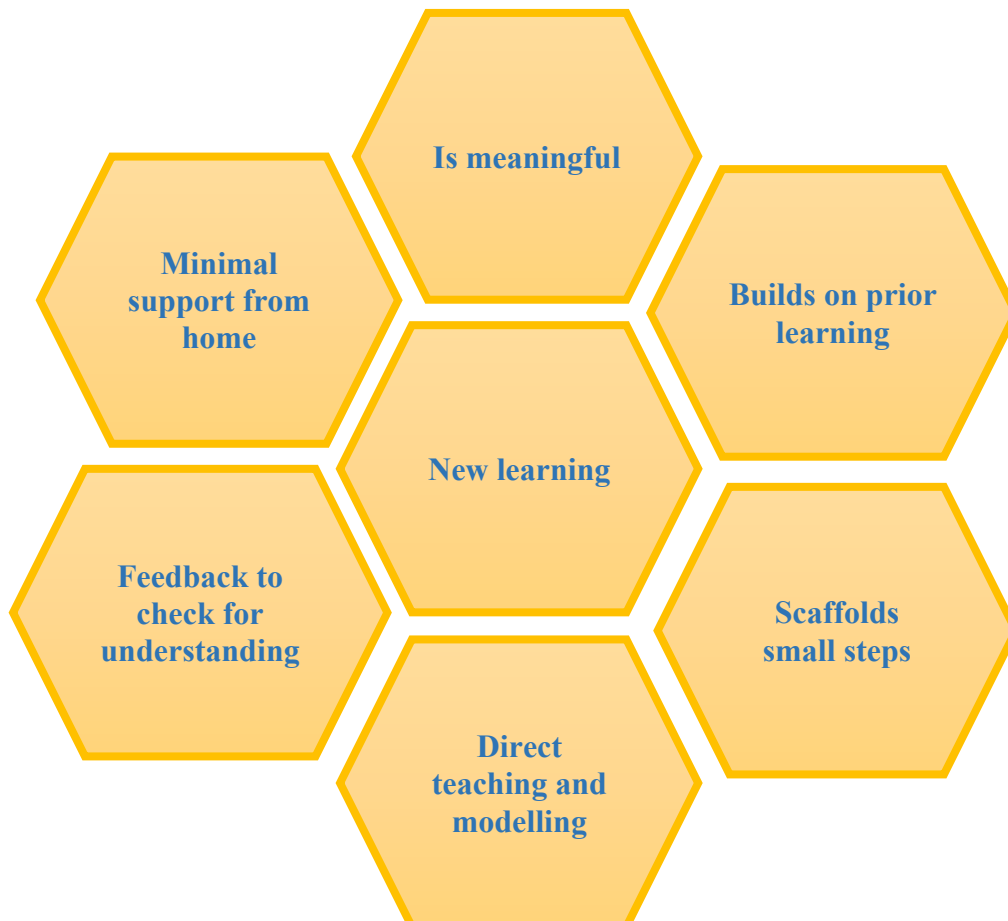 Is meaningful
Minimal
support from
home
Builds on prior
learning
New learning
Feedback to
check for
understanding
Scaffolds
small steps
Direct
teaching and
modelling